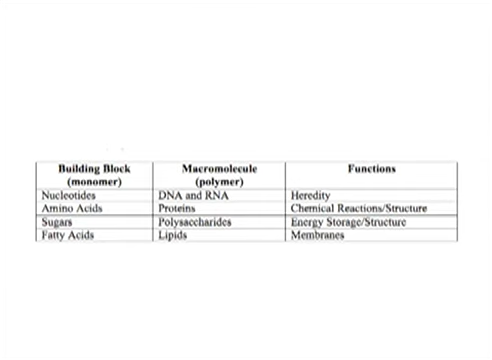 Building Block Macromolecule Functions
(monomer) (polymer)
Nucleotides DNA and RNA Heredity
Amino Acids Proteins Chemical Reactions/Structure
Sugars Polysaccharides Energy Storage/Structure
Fatty Acids Lipids Membranes